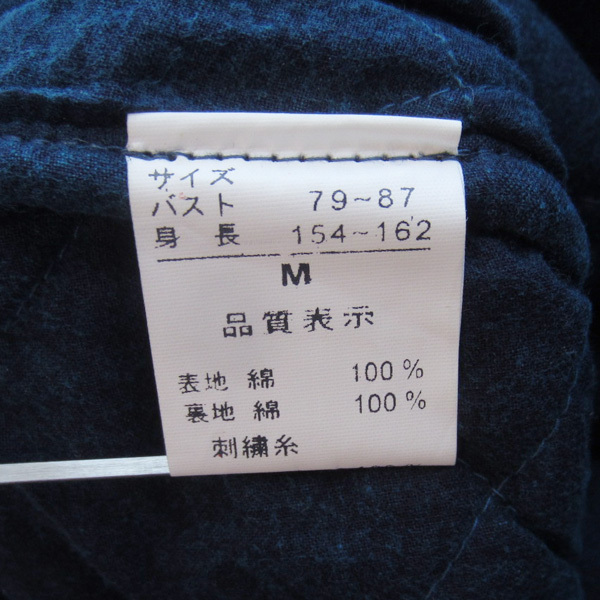 サイズ
バスト 79~87
身長 154~162
M
品質表示
表地 綿 100%
裏地 綿 100%
刺繍糸